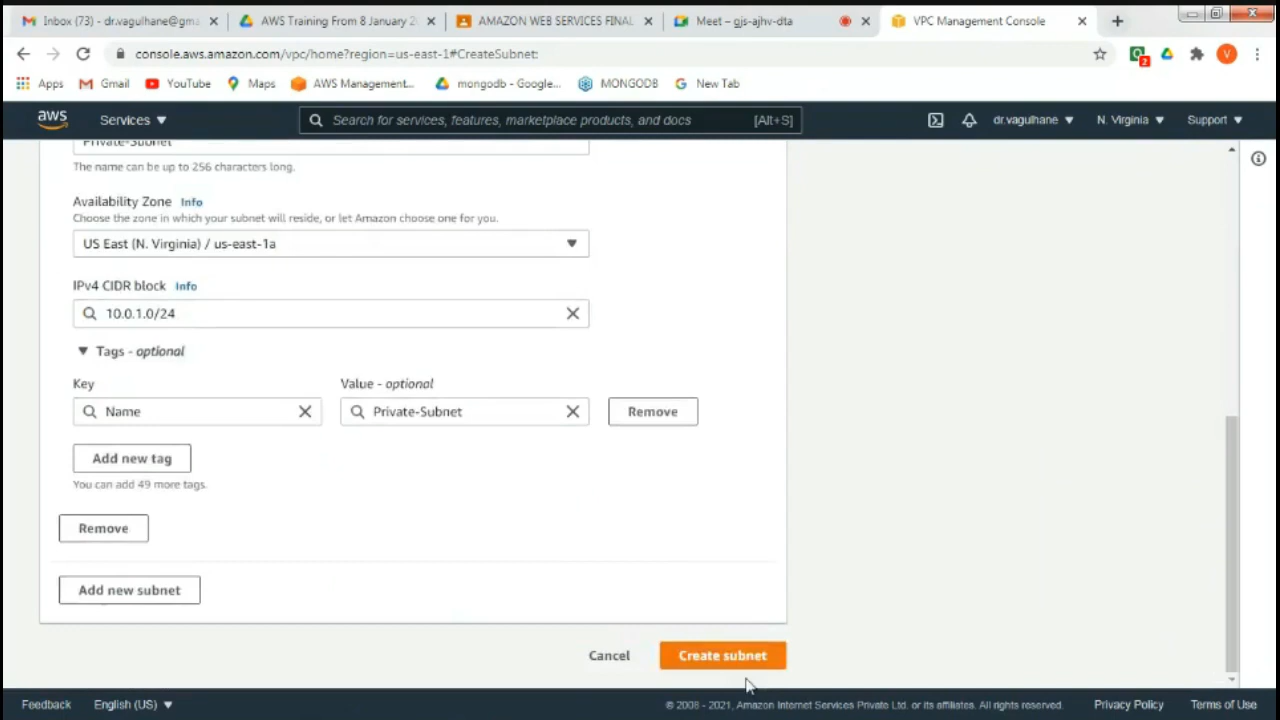 Inbox (73) - dr.vagulhane@gma
AWS Training From 8 January 2
AMAZON WEB SERVICES FINAL
Meet – gjs-ajhv-dta
VPC Management Console
console.aws.amazon.com/vpc/home?region=us-east-1#CreateSubnet:
2
V
Apps
Gmail
YouTube
Maps
AWS Management...
mongodb - Google...
MONGODB
New Tab
aws
Services
Search for services, features, marketplace products, and docs
[Alt+S]
dr.vagulhane
N. Virginia
Support
Private-Subnet
The name can be up to 256 characters long.
Availability Zone Info
Choose the zone in which your subnet will reside, or let Amazon choose one for you.
US East (N. Virginia) / us-east-1a
IPv4 CIDR block Info
10.0.1.0/24
Tags - optional
Key
Value - optional
Name
Private-Subnet
Remove
Add new tag
You can add 49 more tags.
Remove
Add new subnet
Cancel
Create subnet
Feedback
English (US)
© 2008 - 2021, Amazon Internet Services Private Ltd. or its affiliates. All rights reserved.
Privacy Policy
Terms of Use